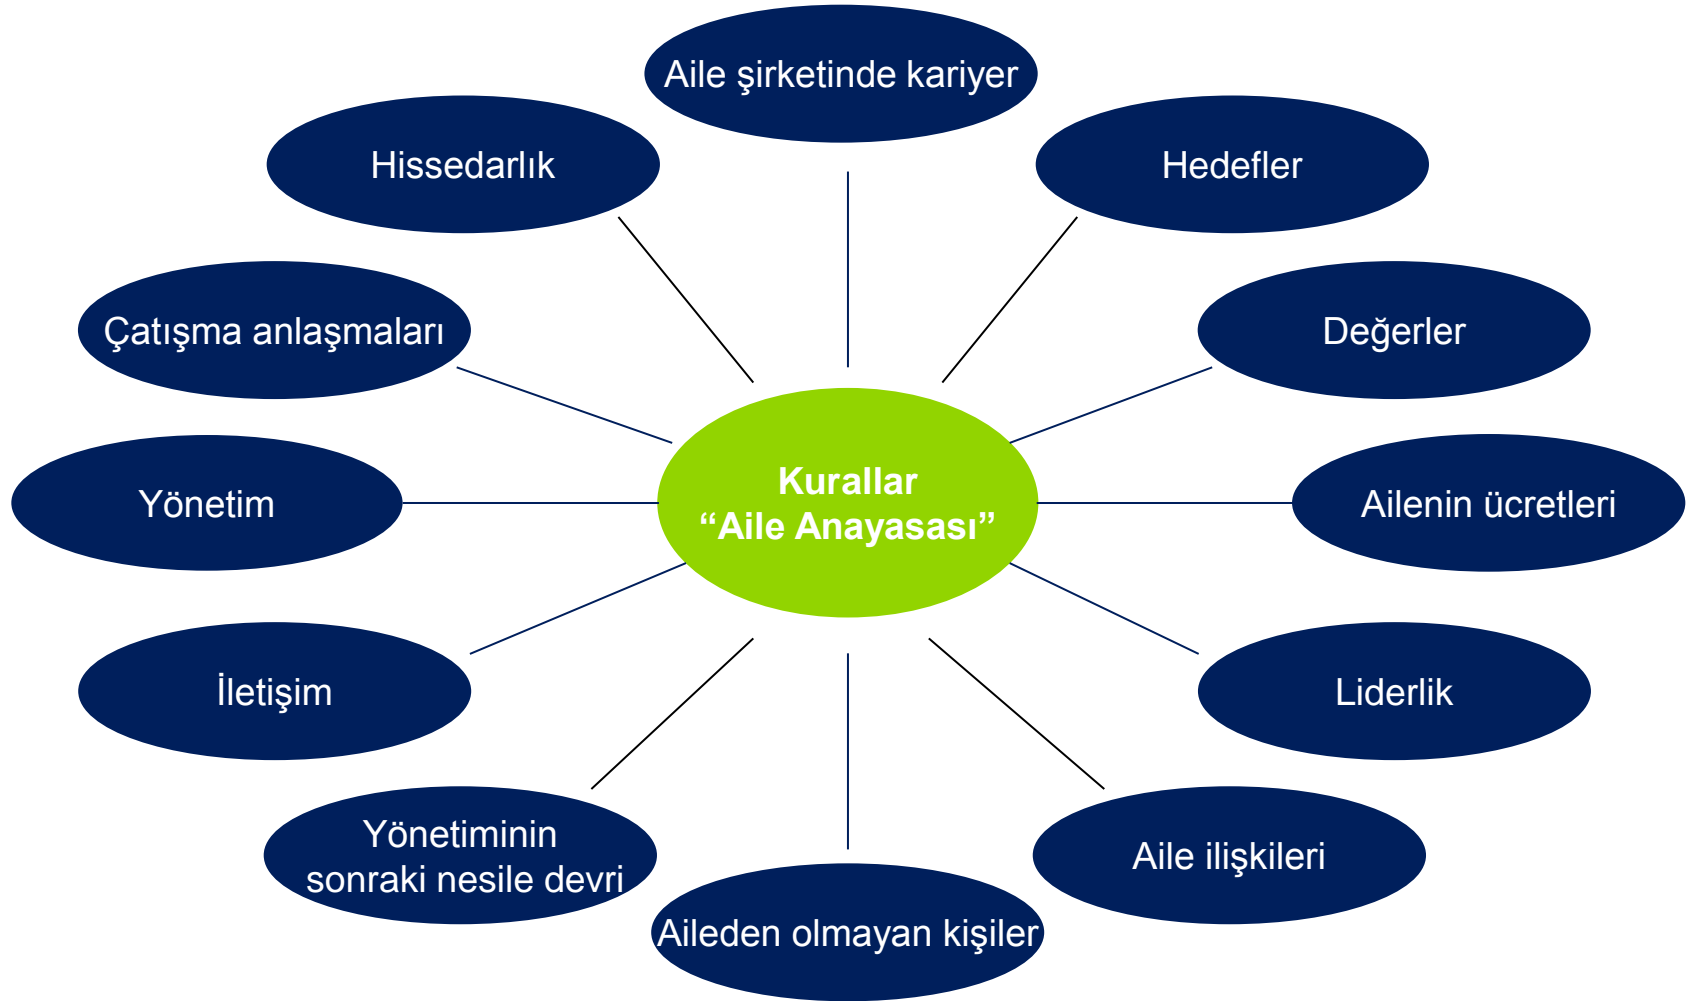 Aile şirketinde kariyer
Hissedarlık
Hedefler
Çatışma anlaşmaları
Değerler
Kurallar
“Aile Anayasası”
Yönetim
Ailenin ücretleri
İletişim
Liderlik
Yönetiminin
sonraki nesile devri
Aile ilişkileri
Aileden olmayan kişiler